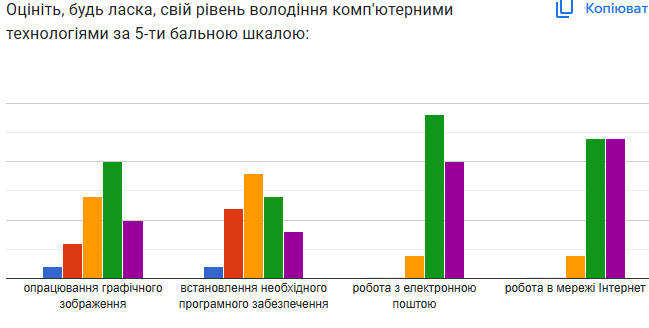 Оцініть, будь ласка, свій рівень володіння комп'ютерними
Копіюват
технологіями за 5-ти бальною шкалою:
опрацювання графічного
зображення
встановлення необхідного
програмного забезпечення
робота з електронною
поштою
робота в мережі Інтернет